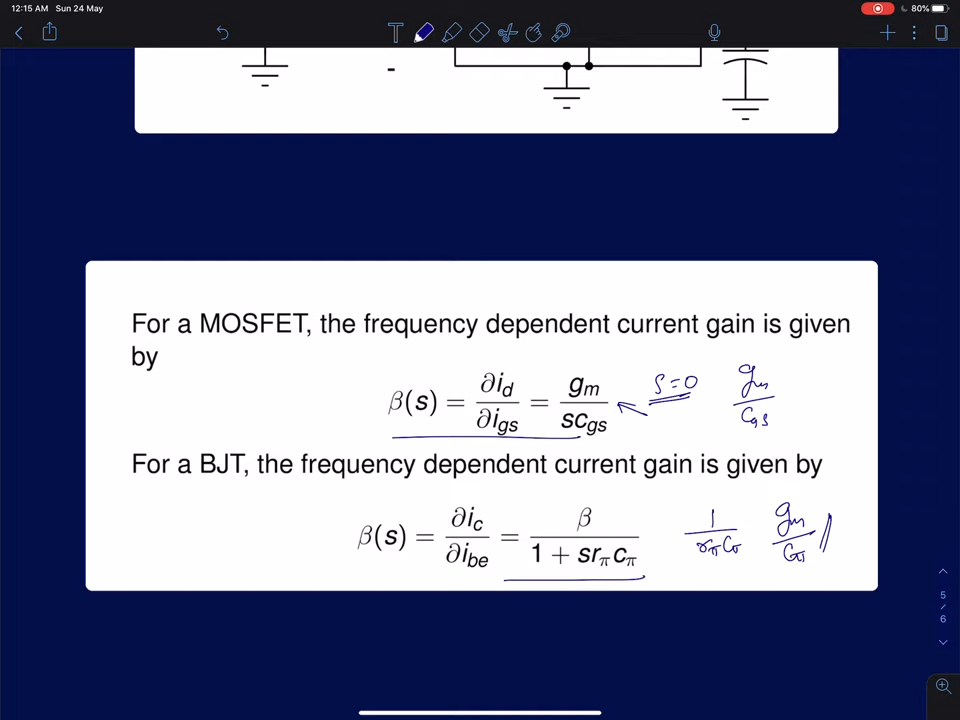 12:15 AM Sun 24 May
80%
T
-
For a MOSFET, the frequency dependent current gain is given
by
β(s) = ∂i_d / ∂i_gs = g_m / sc_gs
s=0
g_m / c_gs
For a BJT, the frequency dependent current gain is given by
β(s) = ∂i_c / ∂i_be = β / 1 + sr_πc_π
1 / r_πc_π
g_m / c_π
5
/
6